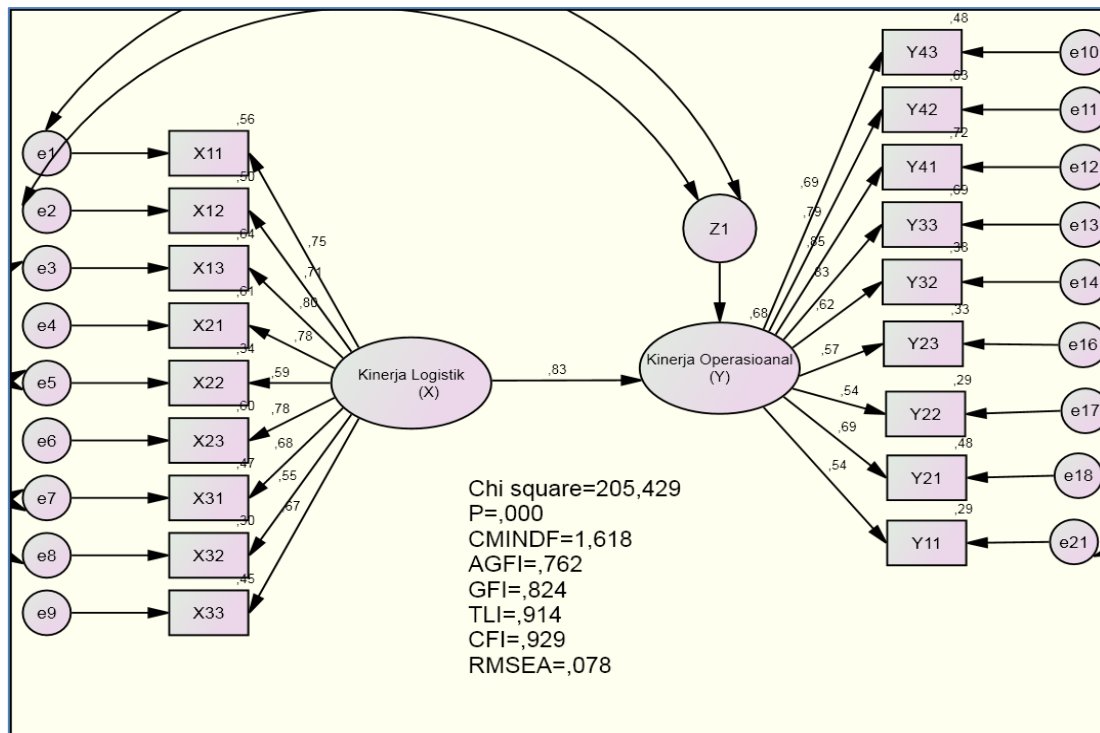 ,56
e1
X11
,50
e2
X12
,64
e3
X13
,61
e4
X21
,34
e5
X22
,60
e6
X23
,47
e7
X31
,30
e8
X32
,45
e9
X33
,75
,71
,80
,78
,59
,78
,68
,55
,67
Kinerja Logistik
(X)
,83
Z1
,68
Kinerja Operasioanal
(Y)
,69
,79
,85
,83
,62
,57
,54
,69
,54
,48
Y43
e10
,63
Y42
e11
,72
Y41
e12
,69
Y33
e13
,38
Y32
e14
,33
Y23
e16
,29
Y22
e17
,48
Y21
e18
,29
Y11
e21
Chi square=205,429
P=,000
CMINDF=1,618
AGFI=,762
GFI=,824
TLI=,914
CFI=,929
RMSEA=,078